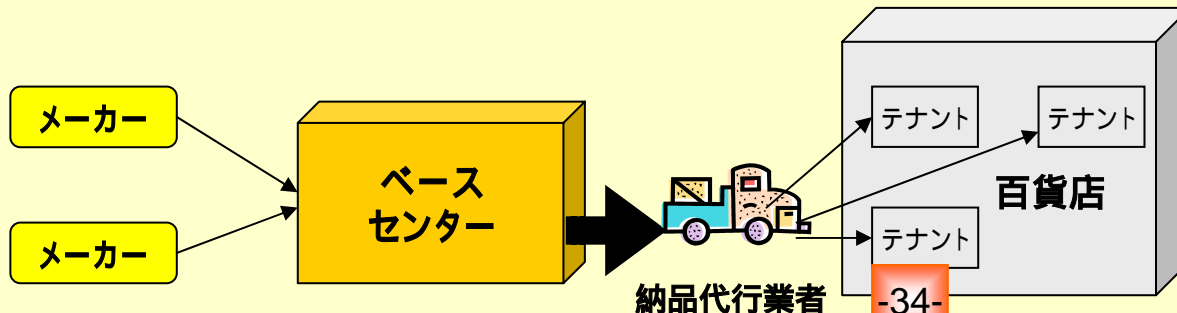 メーカー
メーカー
ベース
センター
納品代行業者
テナント
テナント
百貨店
テナント
-34-